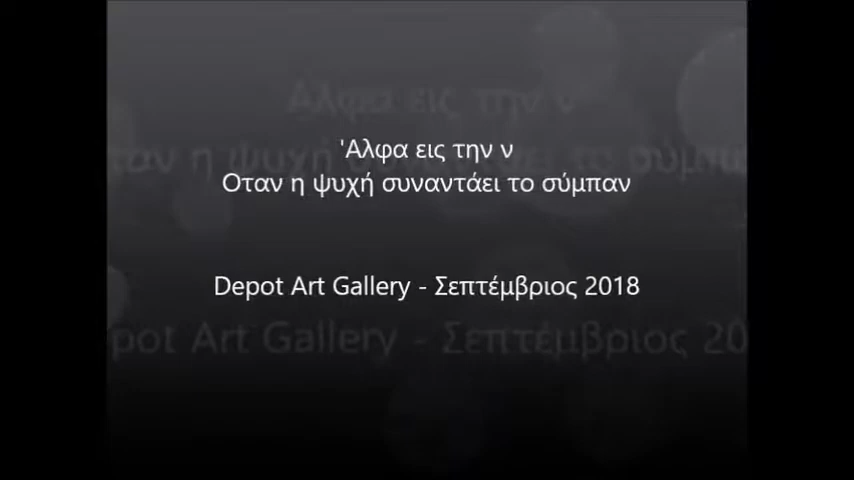 'Αλφα εις την ν
Οταν η ψυχή συναντάει το σύμπαν
Depot Art Gallery - Σεπτέμβριος 2018